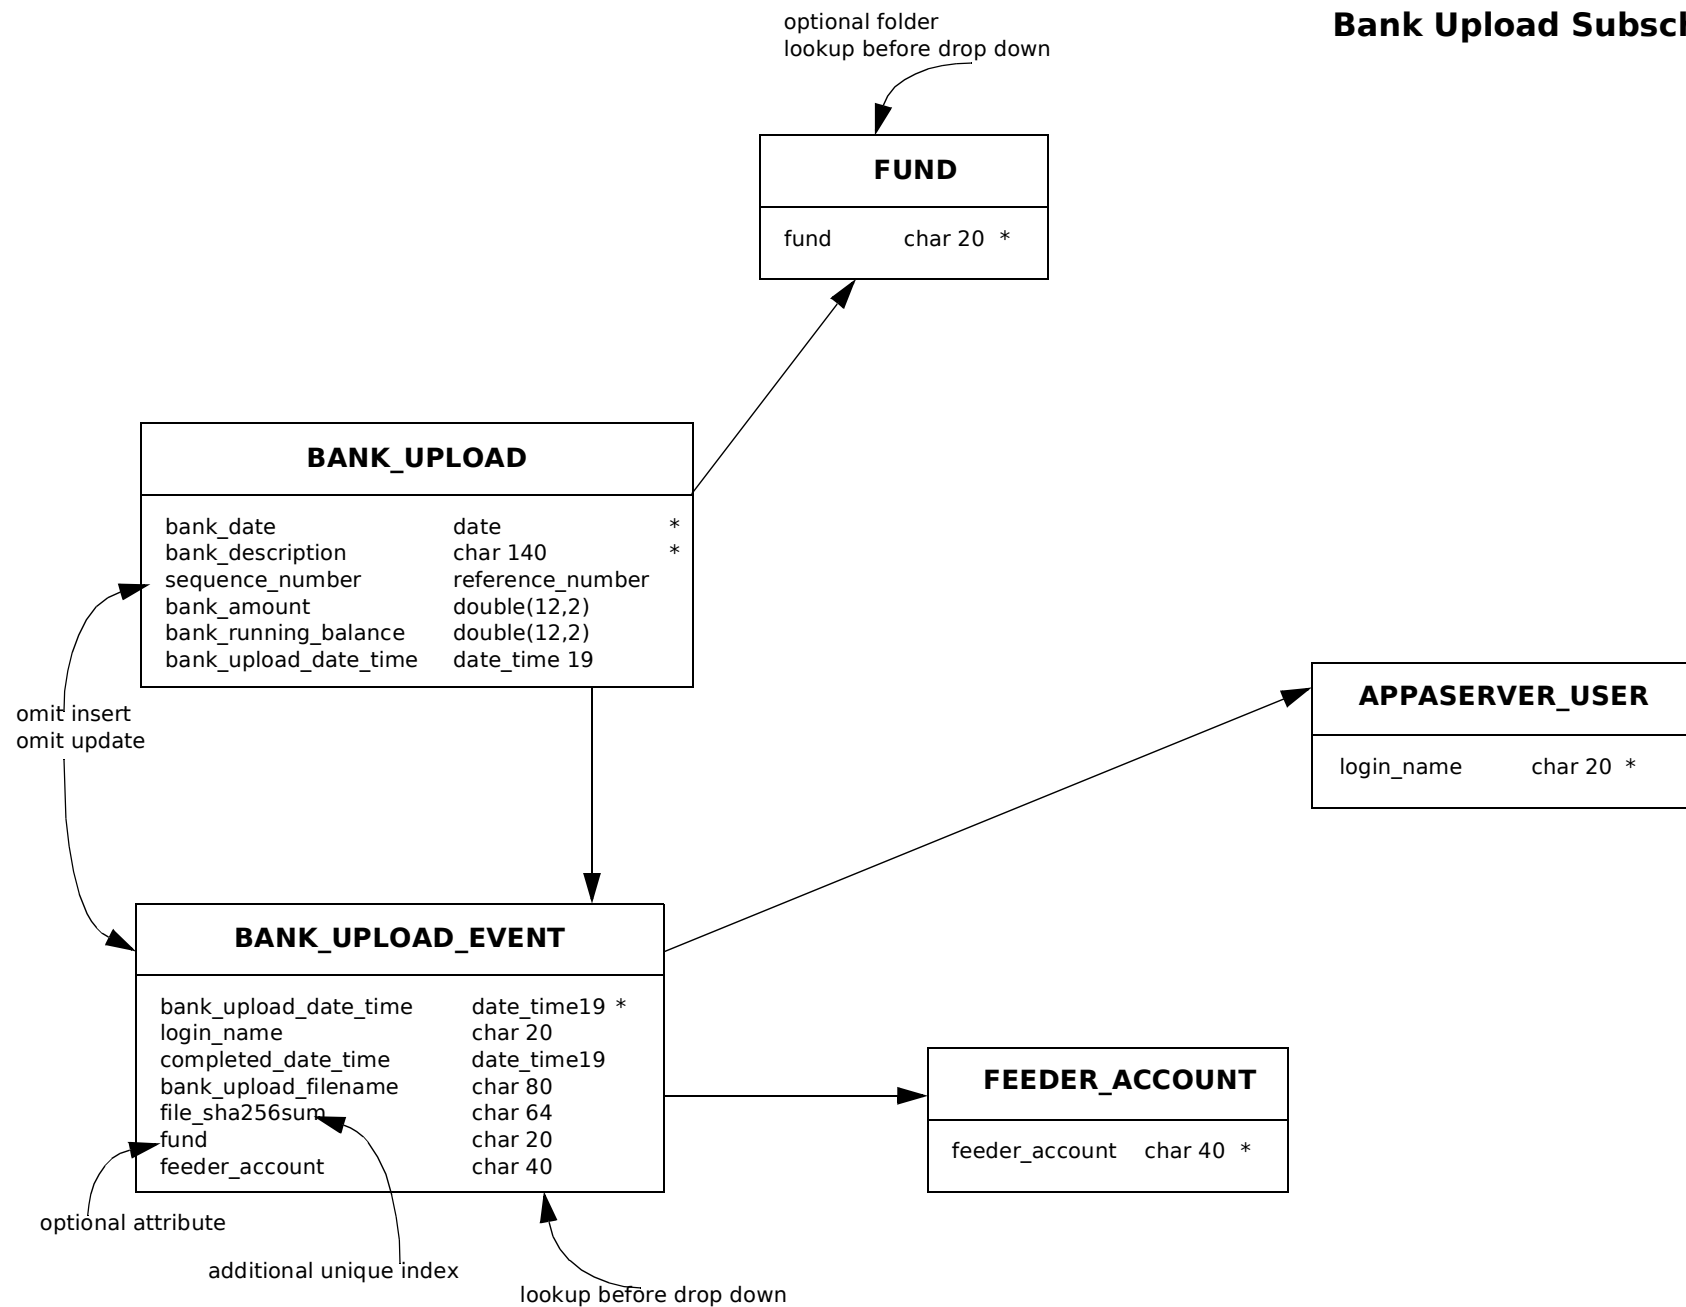 optional folder
lookup before drop down
Bank Upload
FUND
fund char 20 *
BANK_UPLOAD
bank_date date *
bank_description char 140 *
sequence_number reference_number
bank_amount double(12,2)
bank_running_balance double(12,2)
bank_upload_date_time date_time 19
omit insert
omit update
APPASERVER_USER
login_name char 20 *
BANK_UPLOAD_EVENT
bank_upload_date_time date_time19 *
login_name char 20
completed_date_time date_time19
bank_upload_filename char 80
file_sha256sum char 64
fund char 20
feeder_account char 40
FEEDER_ACCOUNT
feeder_account char 40 *
optional attribute
additional unique index
lookup before drop down